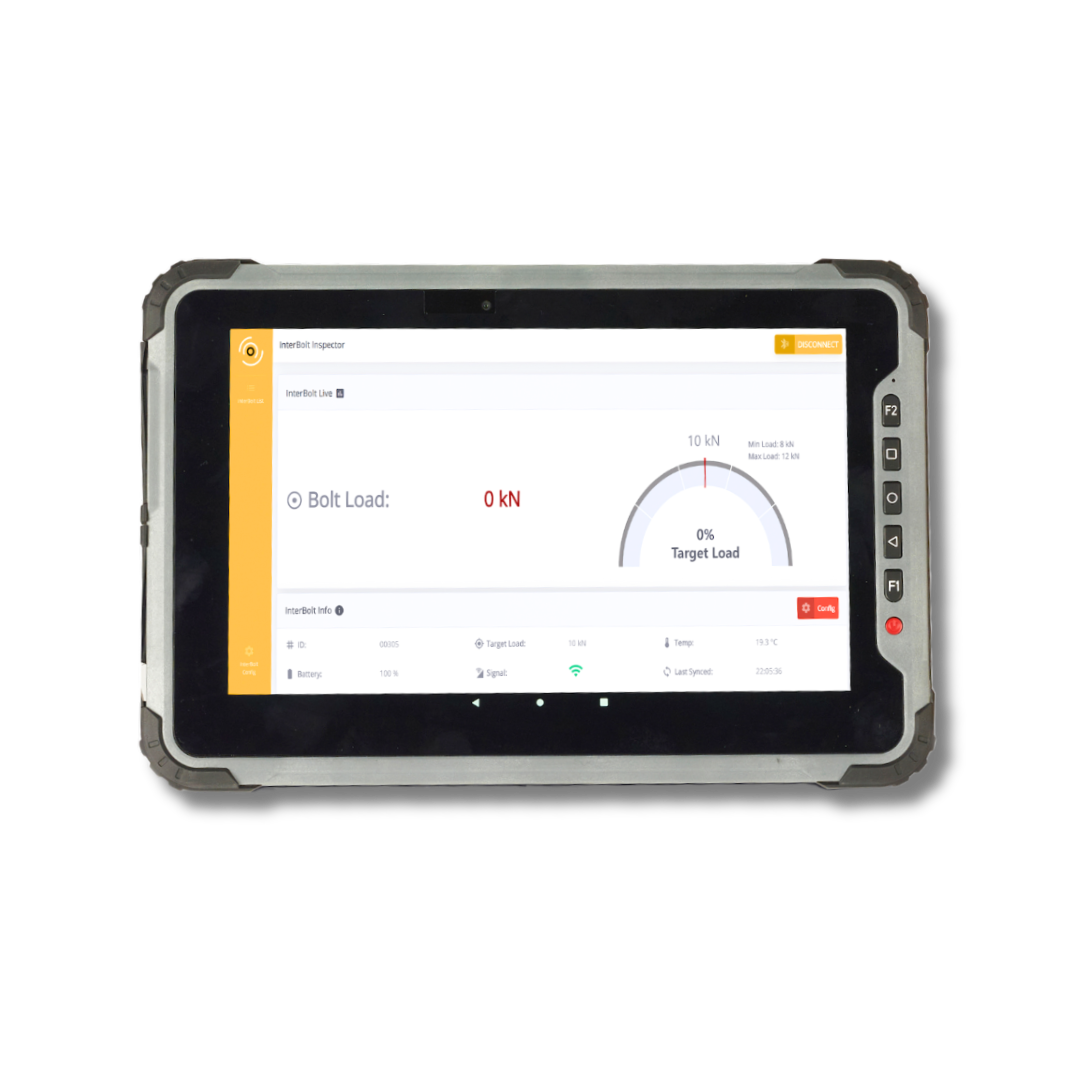 InterBolt Inspector
DISCONNECT
InterBolt Live
10 kN
Min Load: 8 kN
Max Load: 12 kN
Bolt Load:
0 kN
0%
Target Load
InterBolt Info
Config
ID:
00305
Target Load:
10 kN
Temp:
19.3 °C
Battery:
100 %
Signal:
Last Synced:
22:05:36
Config
F2
F1